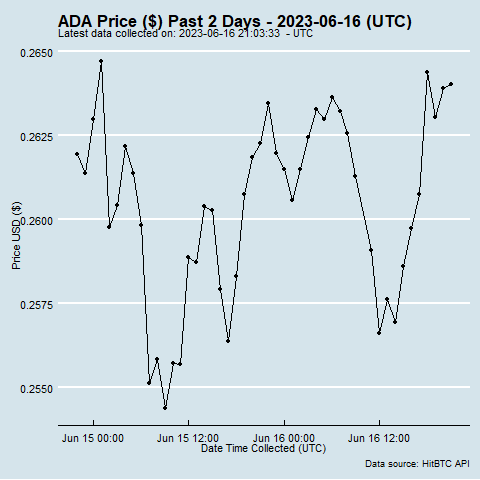 ADA Price ($) Past 2 Days - 2023-06-16 (UTC)
Latest data collected on: 2023-06-16 21:03:33 - UTC
0.2650
0.2625
0.2600
0.2575
0.2550
Price USD ($)
Jun 15 00:00
Jun 15 12:00
Jun 16 00:00
Jun 16 12:00
Date Time Collected (UTC)
Data source: HitBTC API